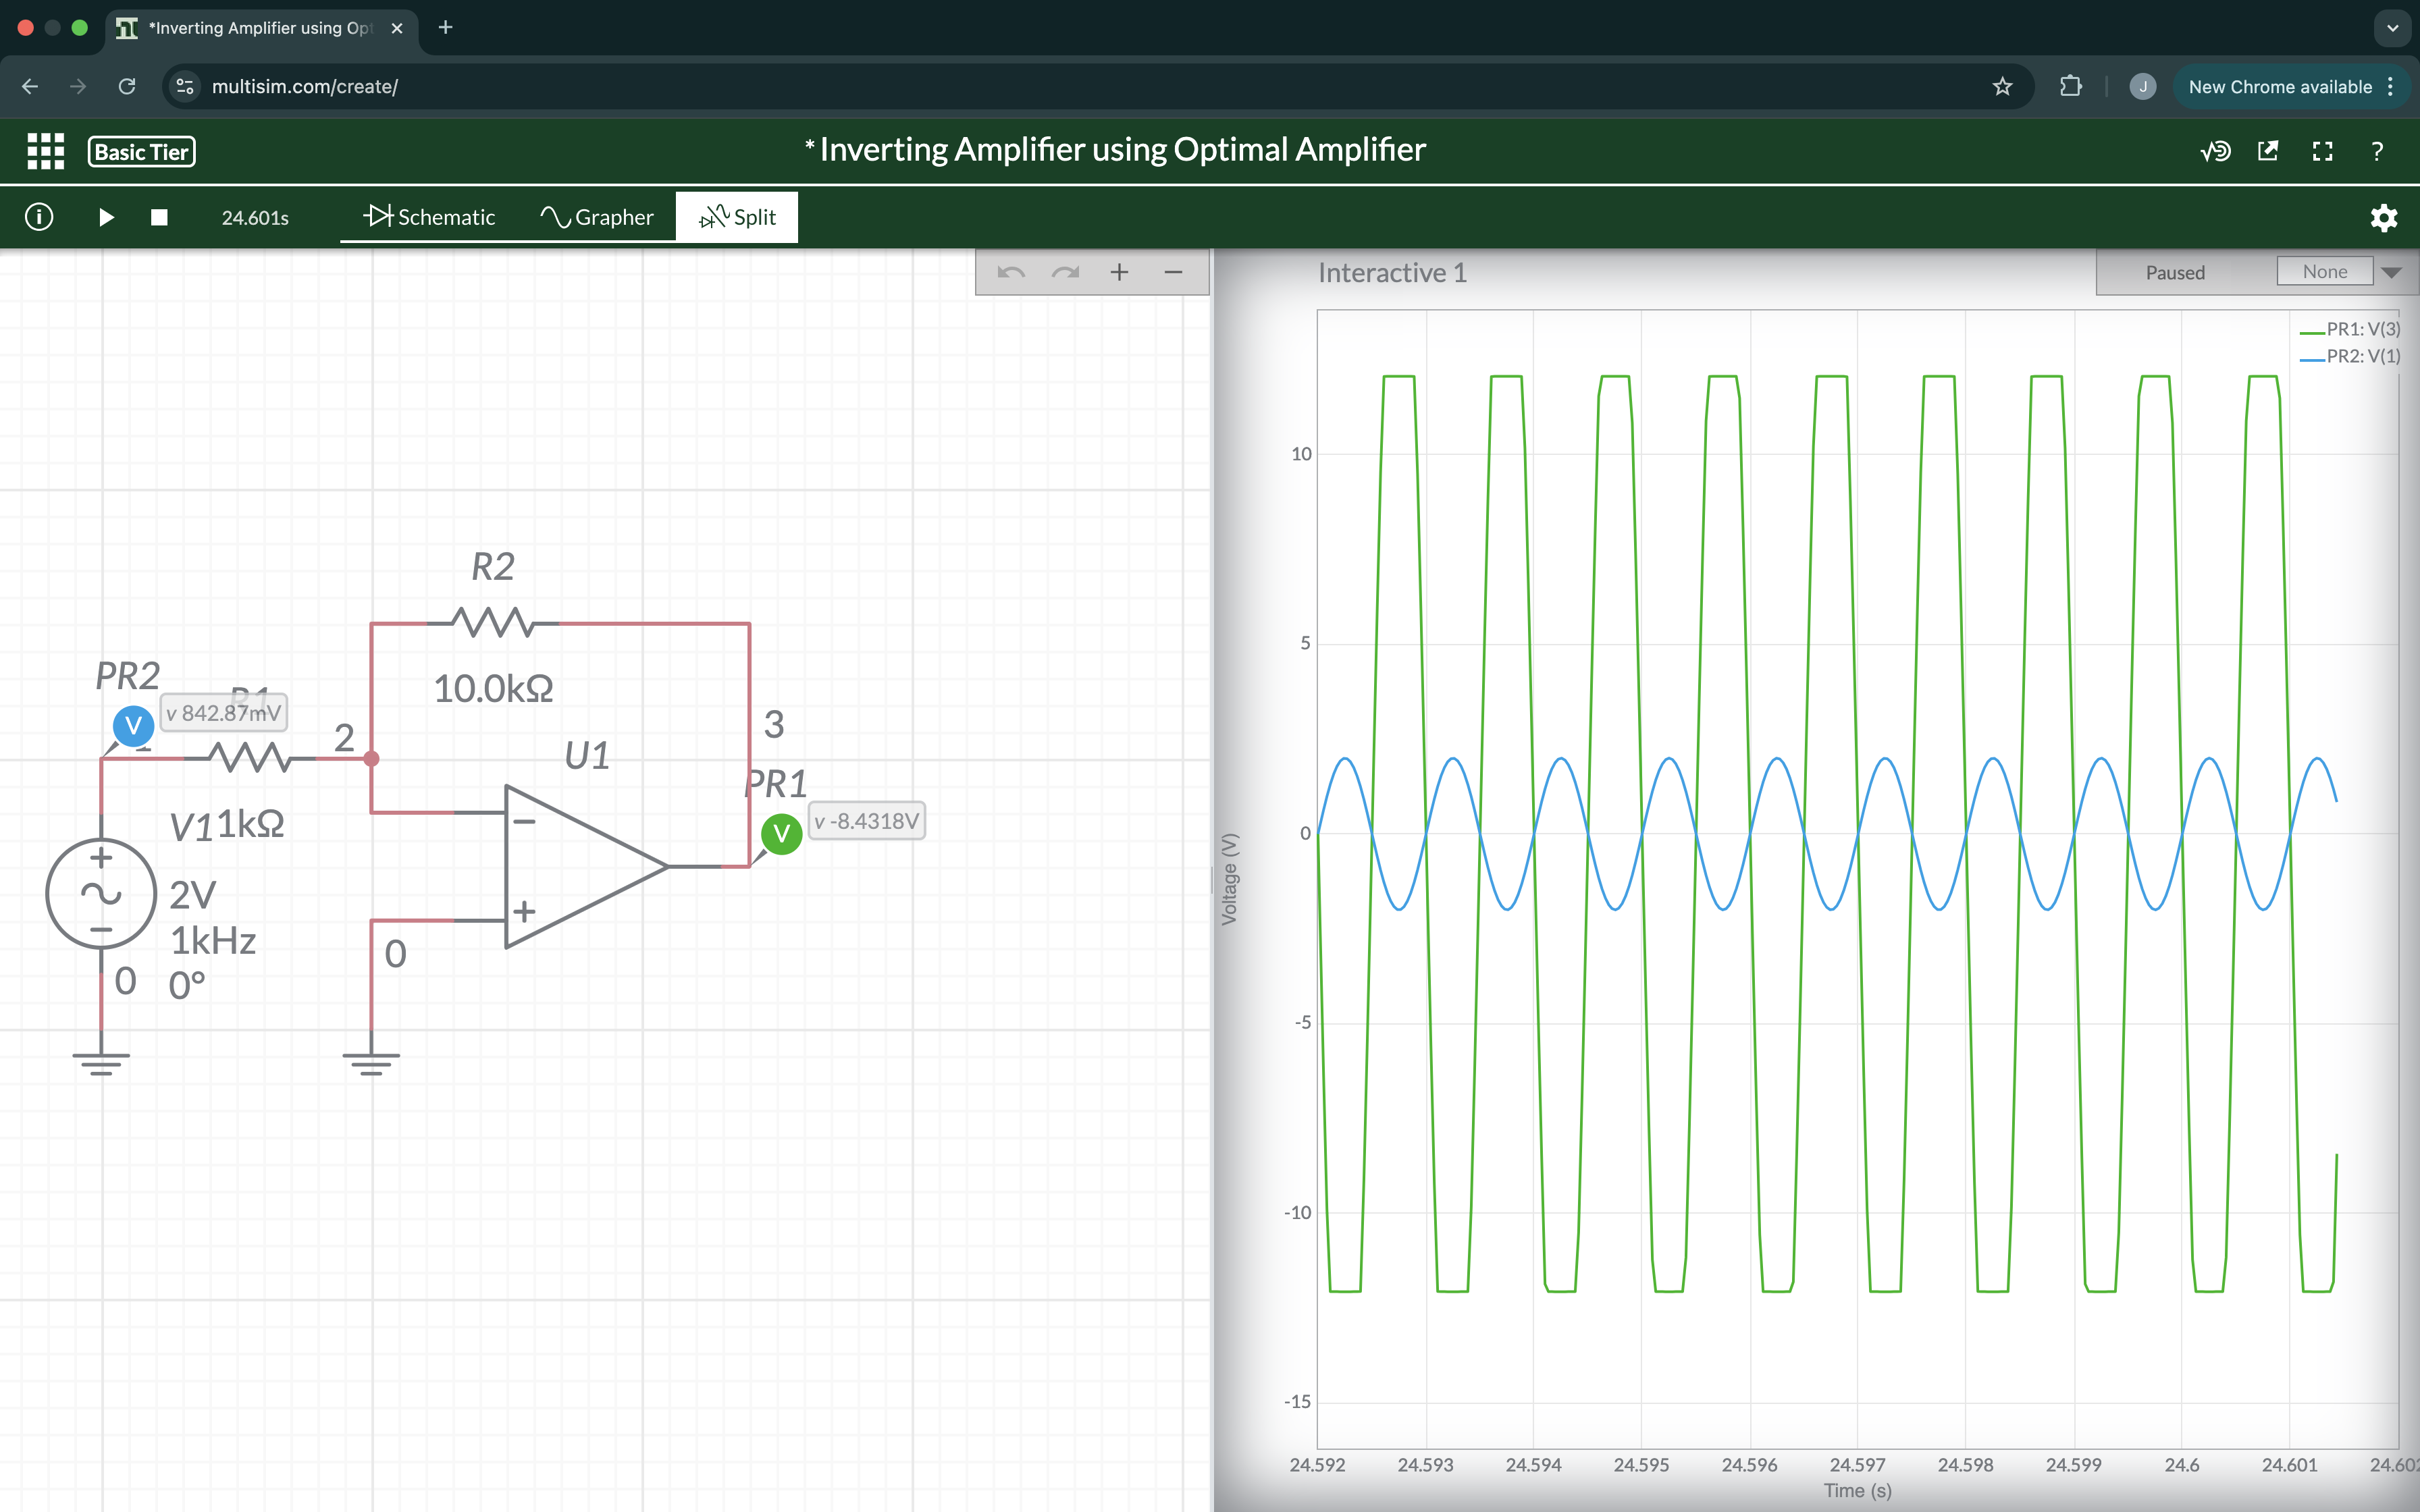 *Inverting Amplifier using Opt
multisim.com/create/
J
New Chrome available
Basic Tier
*Inverting Amplifier using Optimal Amplifier
?
24.601s
Schematic
Grapher
Split
Interactive 1
Paused
None
PR1: V(3)
PR2: V(1)
R2
10.0kΩ
PR2
R1
V
v 842.87mV
1
2
3
U1
PR1
V
v -8.4318V
V1
1kΩ
2V
1kHz
0°
0
0
10
5
0
-5
-10
-15
Voltage (V)
24.592
24.593
24.594
24.595
24.596
24.597
24.598
24.599
24.6
24.601
24.602
Time (s)